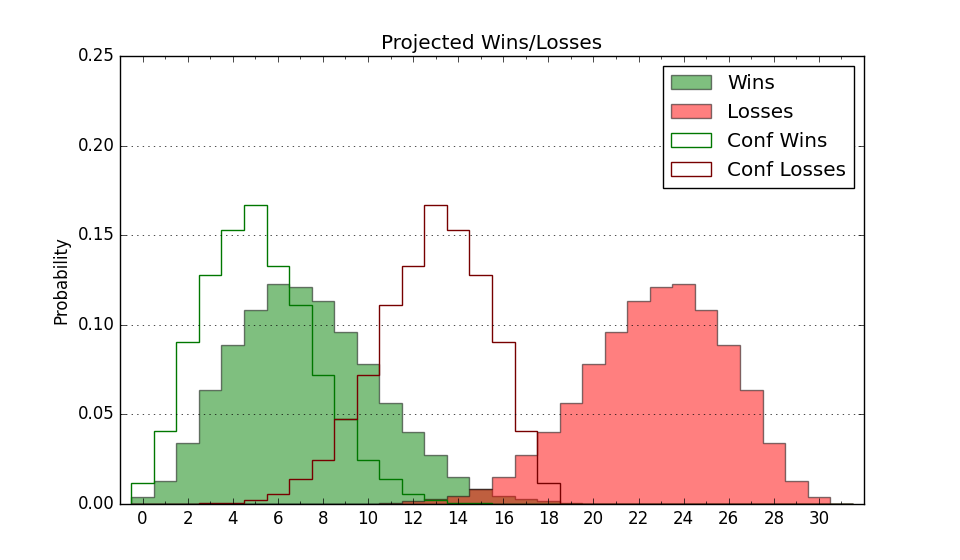 Projected Wins/Losses
0.25
0.20
0.15
0.10
0.05
0.00
Probability
Wins
Losses
Conf Wins
Conf Losses
0 2 4 6 8 10 12 14 16 18 20 22 24 26 28 30